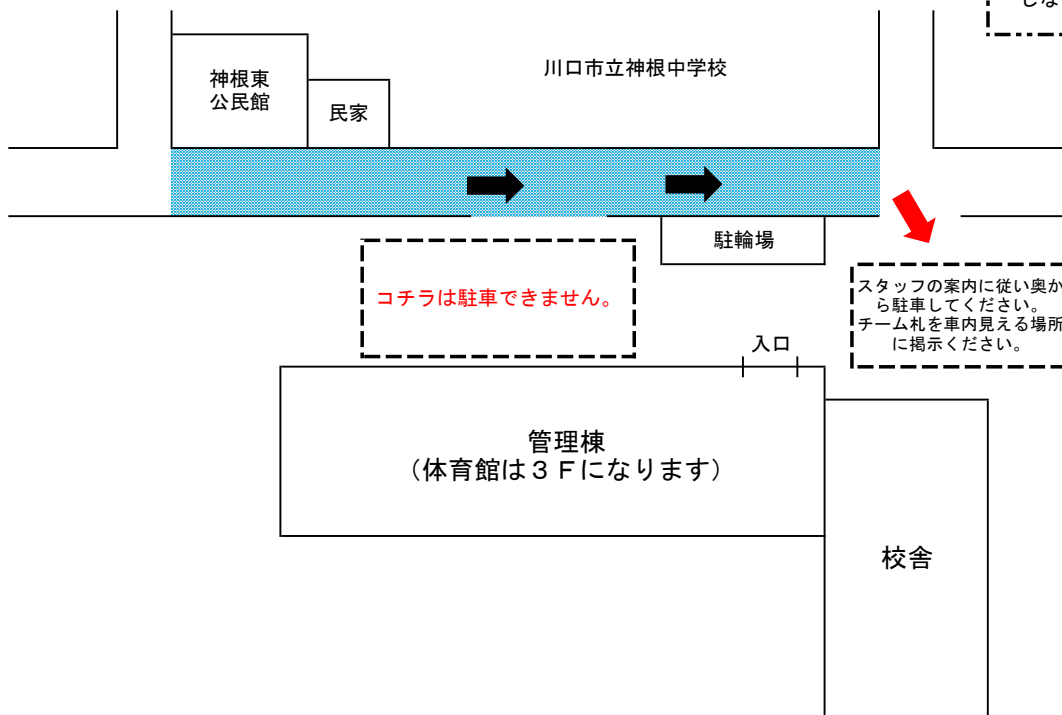 しな
神根東
公民館
民家
川口市立神根中学校
駐輪場
コチラは駐車できません。
スタッフの案内に従い奥か
ら駐車してください。
チーム札を車内見える場所
に掲示ください。
入口
管理棟
（体育館は３Ｆになります）
校舎